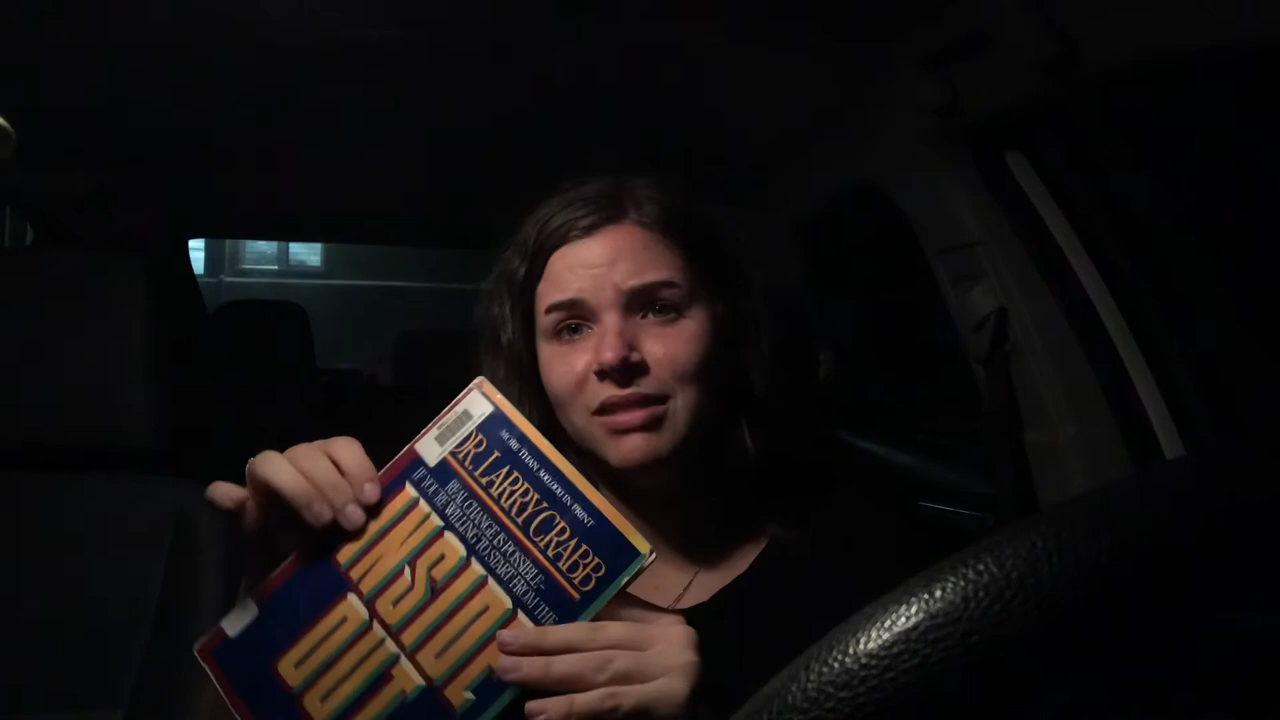 MORE THAN 300,000 IN PRINT
DR. LARRY CRABB
REAL CHANGE IS POSSIBLE—
IF YOU'RE WILLING TO START FROM THE
INSIDE
OUT